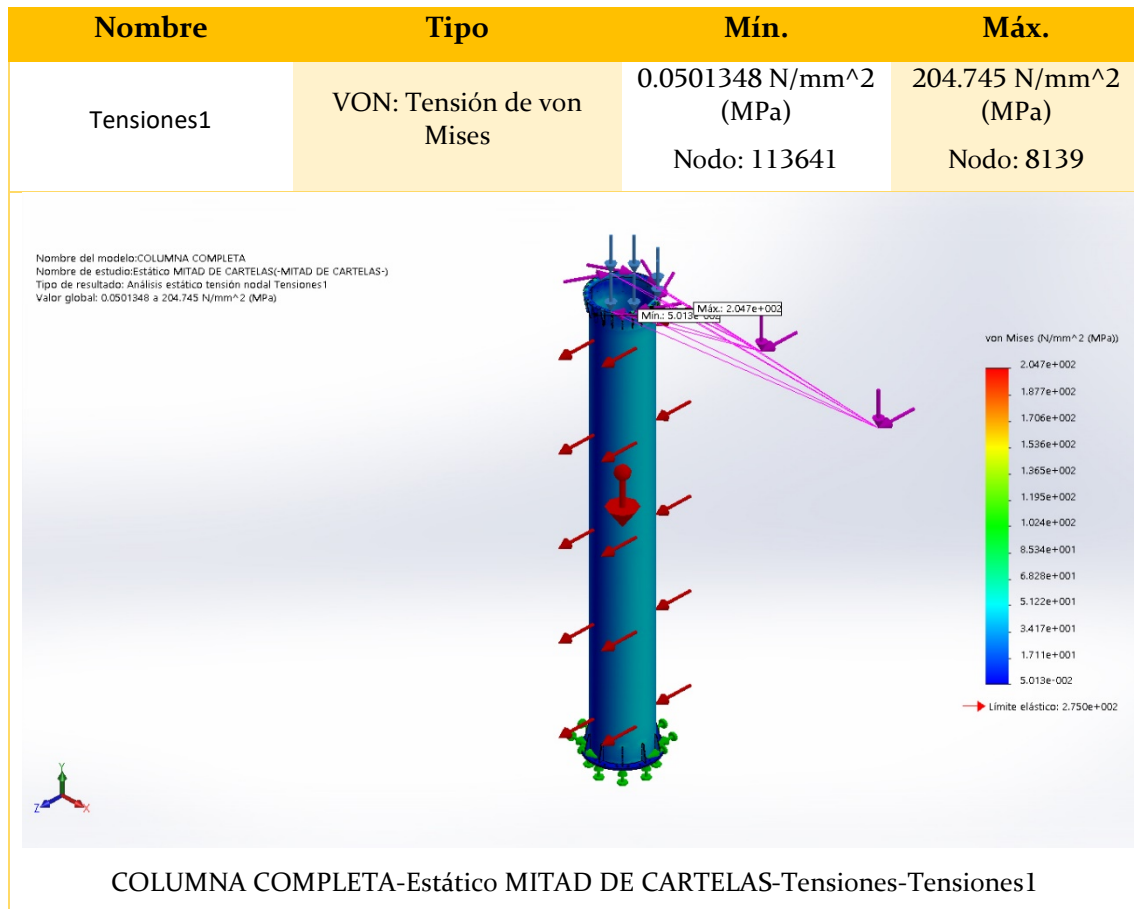 Nombre Tipo Mín. Máx.
Tensiones1
VON: Tensión de von
Mises
0.0501348 N/mm^2
(MPa)
Nodo: 113641
204.745 N/mm^2
(MPa)
Nodo: 8139
Nombre del modelo:COLUMNA COMPLETA
Nombre de estudio:Estático MITAD DE CARTELAS(-MITAD DE CARTELAS-)
Tipo de resultado: Análisis estático tensión nodal Tensiones1
Valor global: 0.0501348 a 204.745 N/mm^2 (MPa)
Máx.: 2.047e+002
Mín.: 5.013e-002
von Mises (N/mm^2 (MPa))
2.047e+002
1.877e+002
1.706e+002
1.536e+002
1.365e+002
1.195e+002
1.024e+002
8.534e+001
6.828e+001
5.122e+001
3.417e+001
1.711e+001
5.013e-002
Límite elástico: 2.750e+002
Y
Z
X
COLUMNA COMPLETA-Estático MITAD DE CARTELAS-Tensiones-Tensiones1